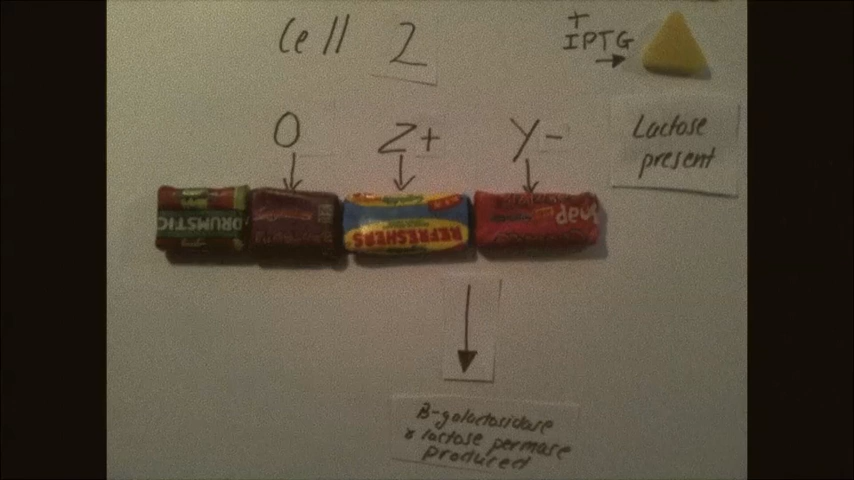 Cell 2
+
IPTG
Lactose
present
O Z+ Y-
DRUMSTIC
REFRESHERS
B-galactosidase
& lactose permase
produced